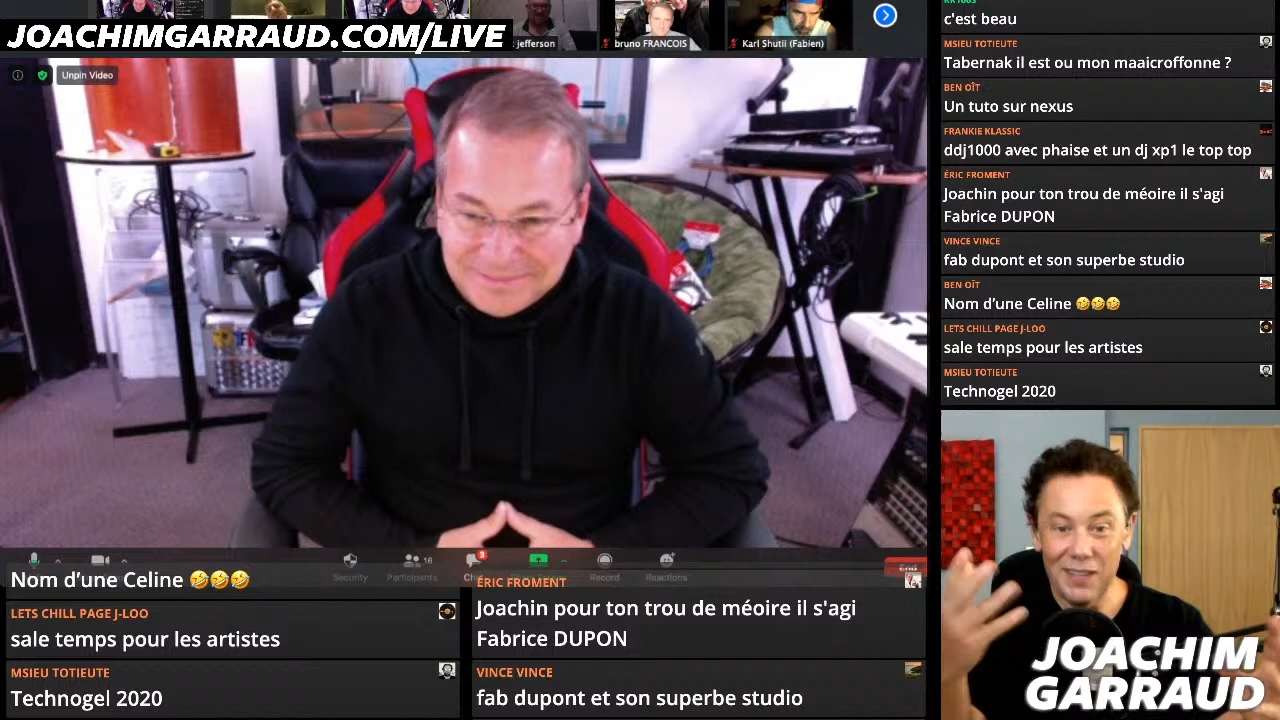 JOACHIMGARRAUD.COM/LIVE
jefferson
bruno FRANCOIS
Karl Shutii (Fabien)
Unpin Video
c'est beau
MSIEU TOTIEUTE
Tabernak il est ou mon maaicroffonne ?
BEN OÎT
Un tuto sur nexus
FRANKIE KLASSIC
ddj1000 avec phaise et un dj xp1 le top top
ÉRIC FROMENT
Joachin pour ton trou de méoire il s'agi
Fabrice DUPON
VINCE VINCE
fab dupont et son superbe studio
BEN OÎT
Nom d'une Celine 🤣🤣🤣
LETS CHILL PAGE J-LOO
sale temps pour les artistes
MSIEU TOTIEUTE
Technogel 2020
Security
Participants
16
3
Record
Reactions
End
Nom d'une Celine 🤣🤣🤣
LETS CHILL PAGE J-LOO
sale temps pour les artistes
MSIEU TOTIEUTE
Technogel 2020
ÉRIC FROMENT
Joachin pour ton trou de méoire il s'agi
Fabrice DUPON
VINCE VINCE
fab dupont et son superbe studio
JOACHIM
GARRAUD